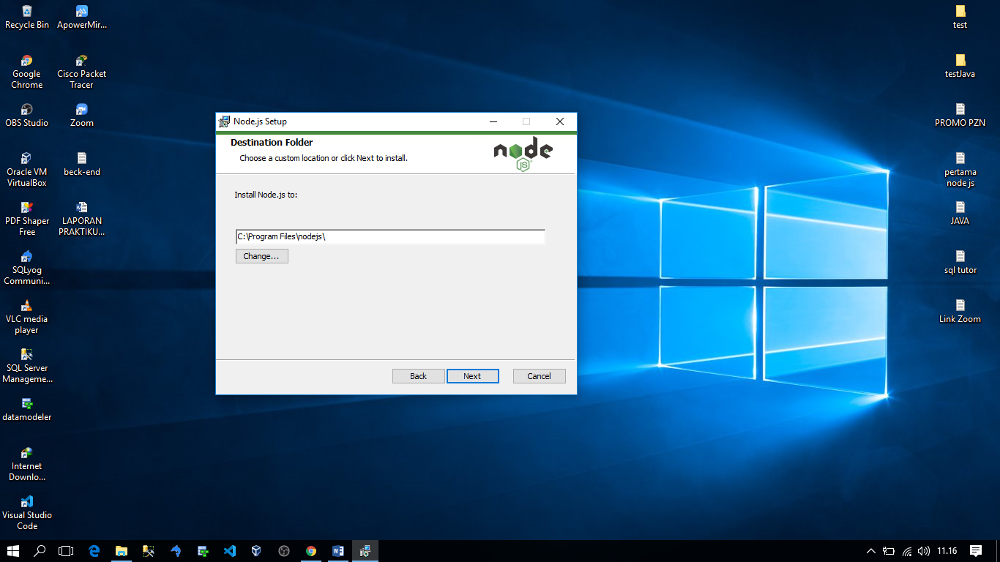 Recycle Bin
ApowerMir...
Google
Chrome
Cisco Packet
Tracer
OBS Studio
Zoom
Oracle VM
VirtualBox
beck-end
PDF Shaper
Free
LAPORAN
PRAKTIKU...
SQLyog
Communi...
VLC media
player
SQL Server
Manageme...
datamodeler
Internet
Downlo...
Visual Studio
Code
Node.js Setup
Destination Folder
Choose a custom location or click Next to install.
node
JS
Install Node.js to:
C:\Program Files\nodejs\
Change...
Back
Next
Cancel
test
testJava
PROMO PZN
pertama
node js
JAVA
sql tutor
Link Zoom
11.16